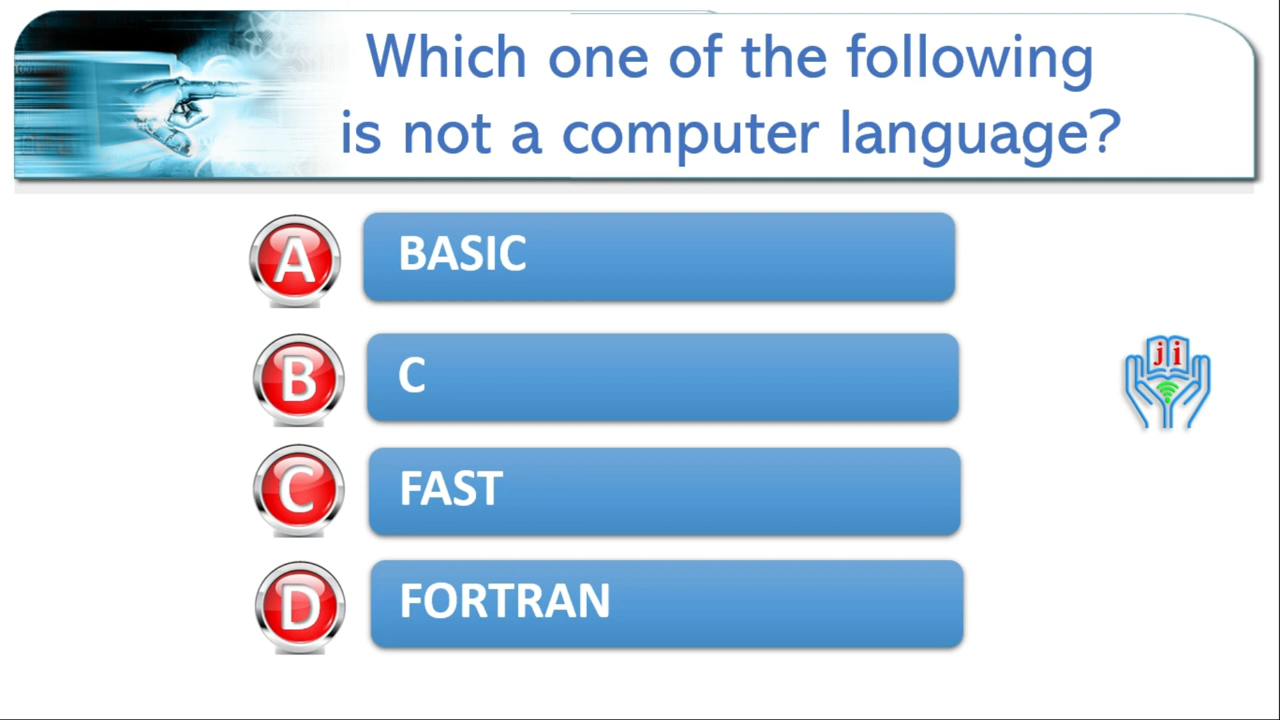 Which one of the following
is not a computer language?
A BASIC
B C
C FAST
j i
D FORTRAN